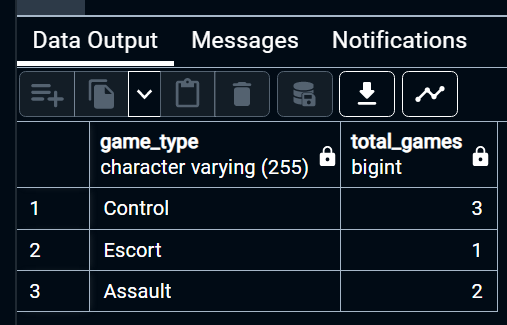 Data Output Messages Notifications
game_type total_games
character varying (255) bigint
1 Control 3
2 Escort 1
3 Assault 2